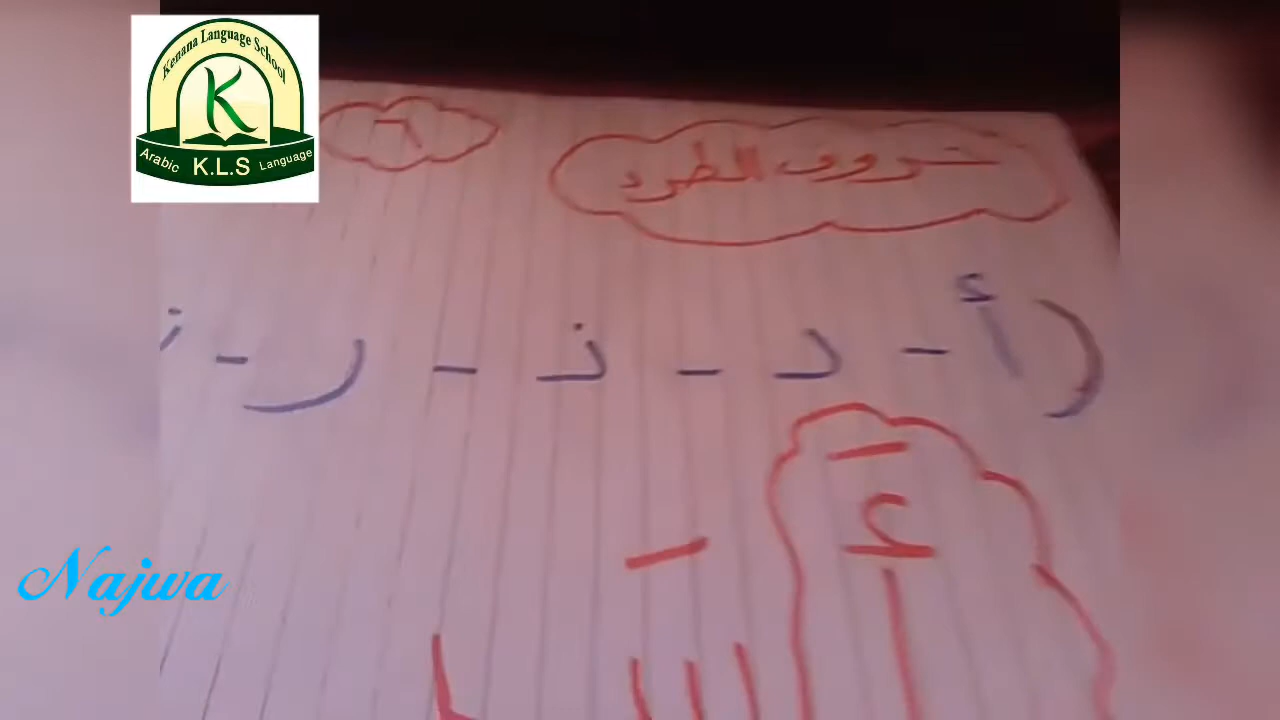 Kenana Language School
K
Arabic K.L.S Language
حروف الطرد
٦
(أ - د - ذ - ر - ز
أَ
Najwa